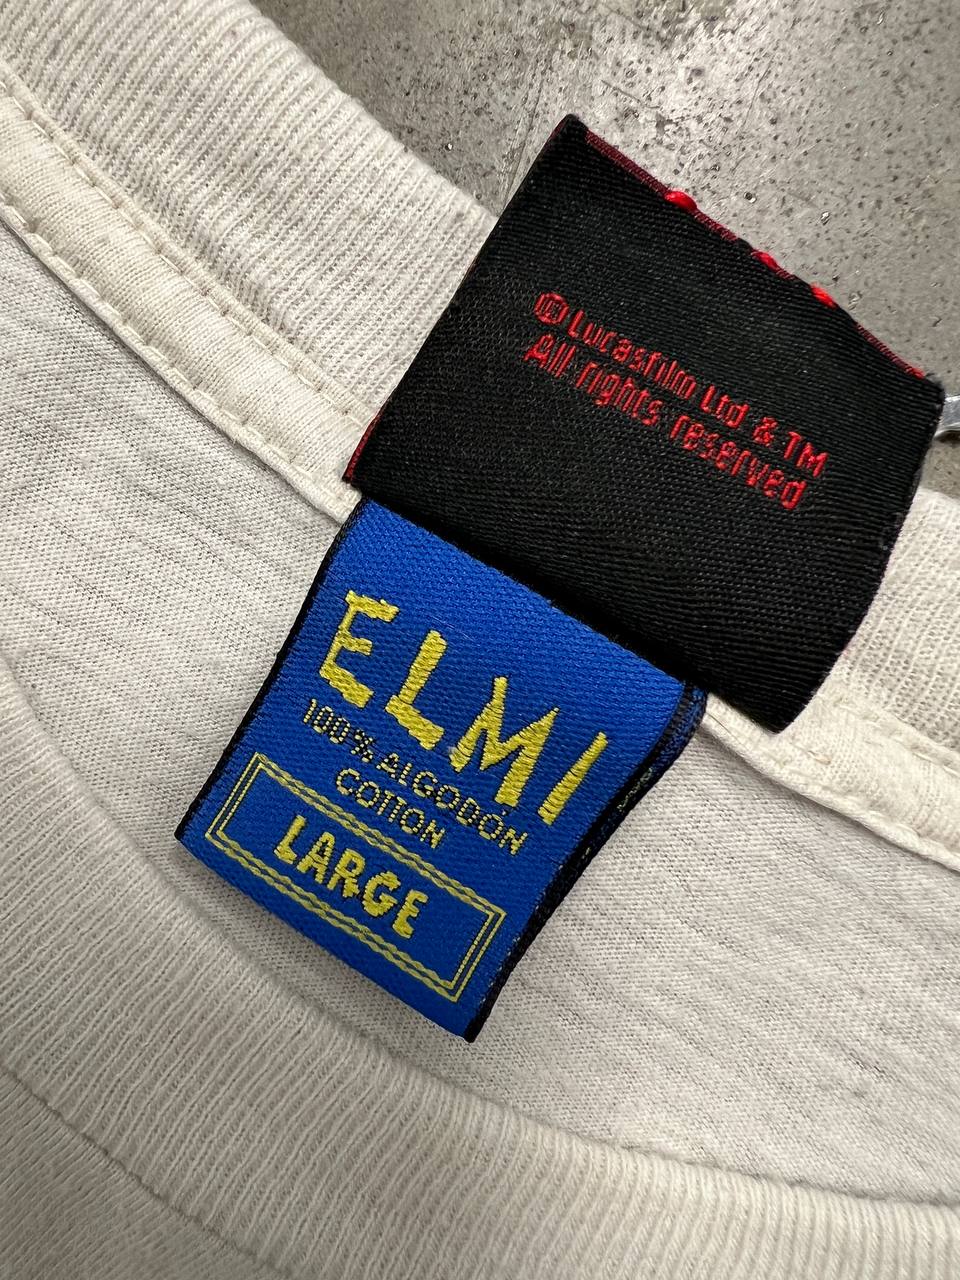 © Lucasfilm Ltd & TM
All rights reserved
ELMI
100% ALGODON
COTTON
LARGE